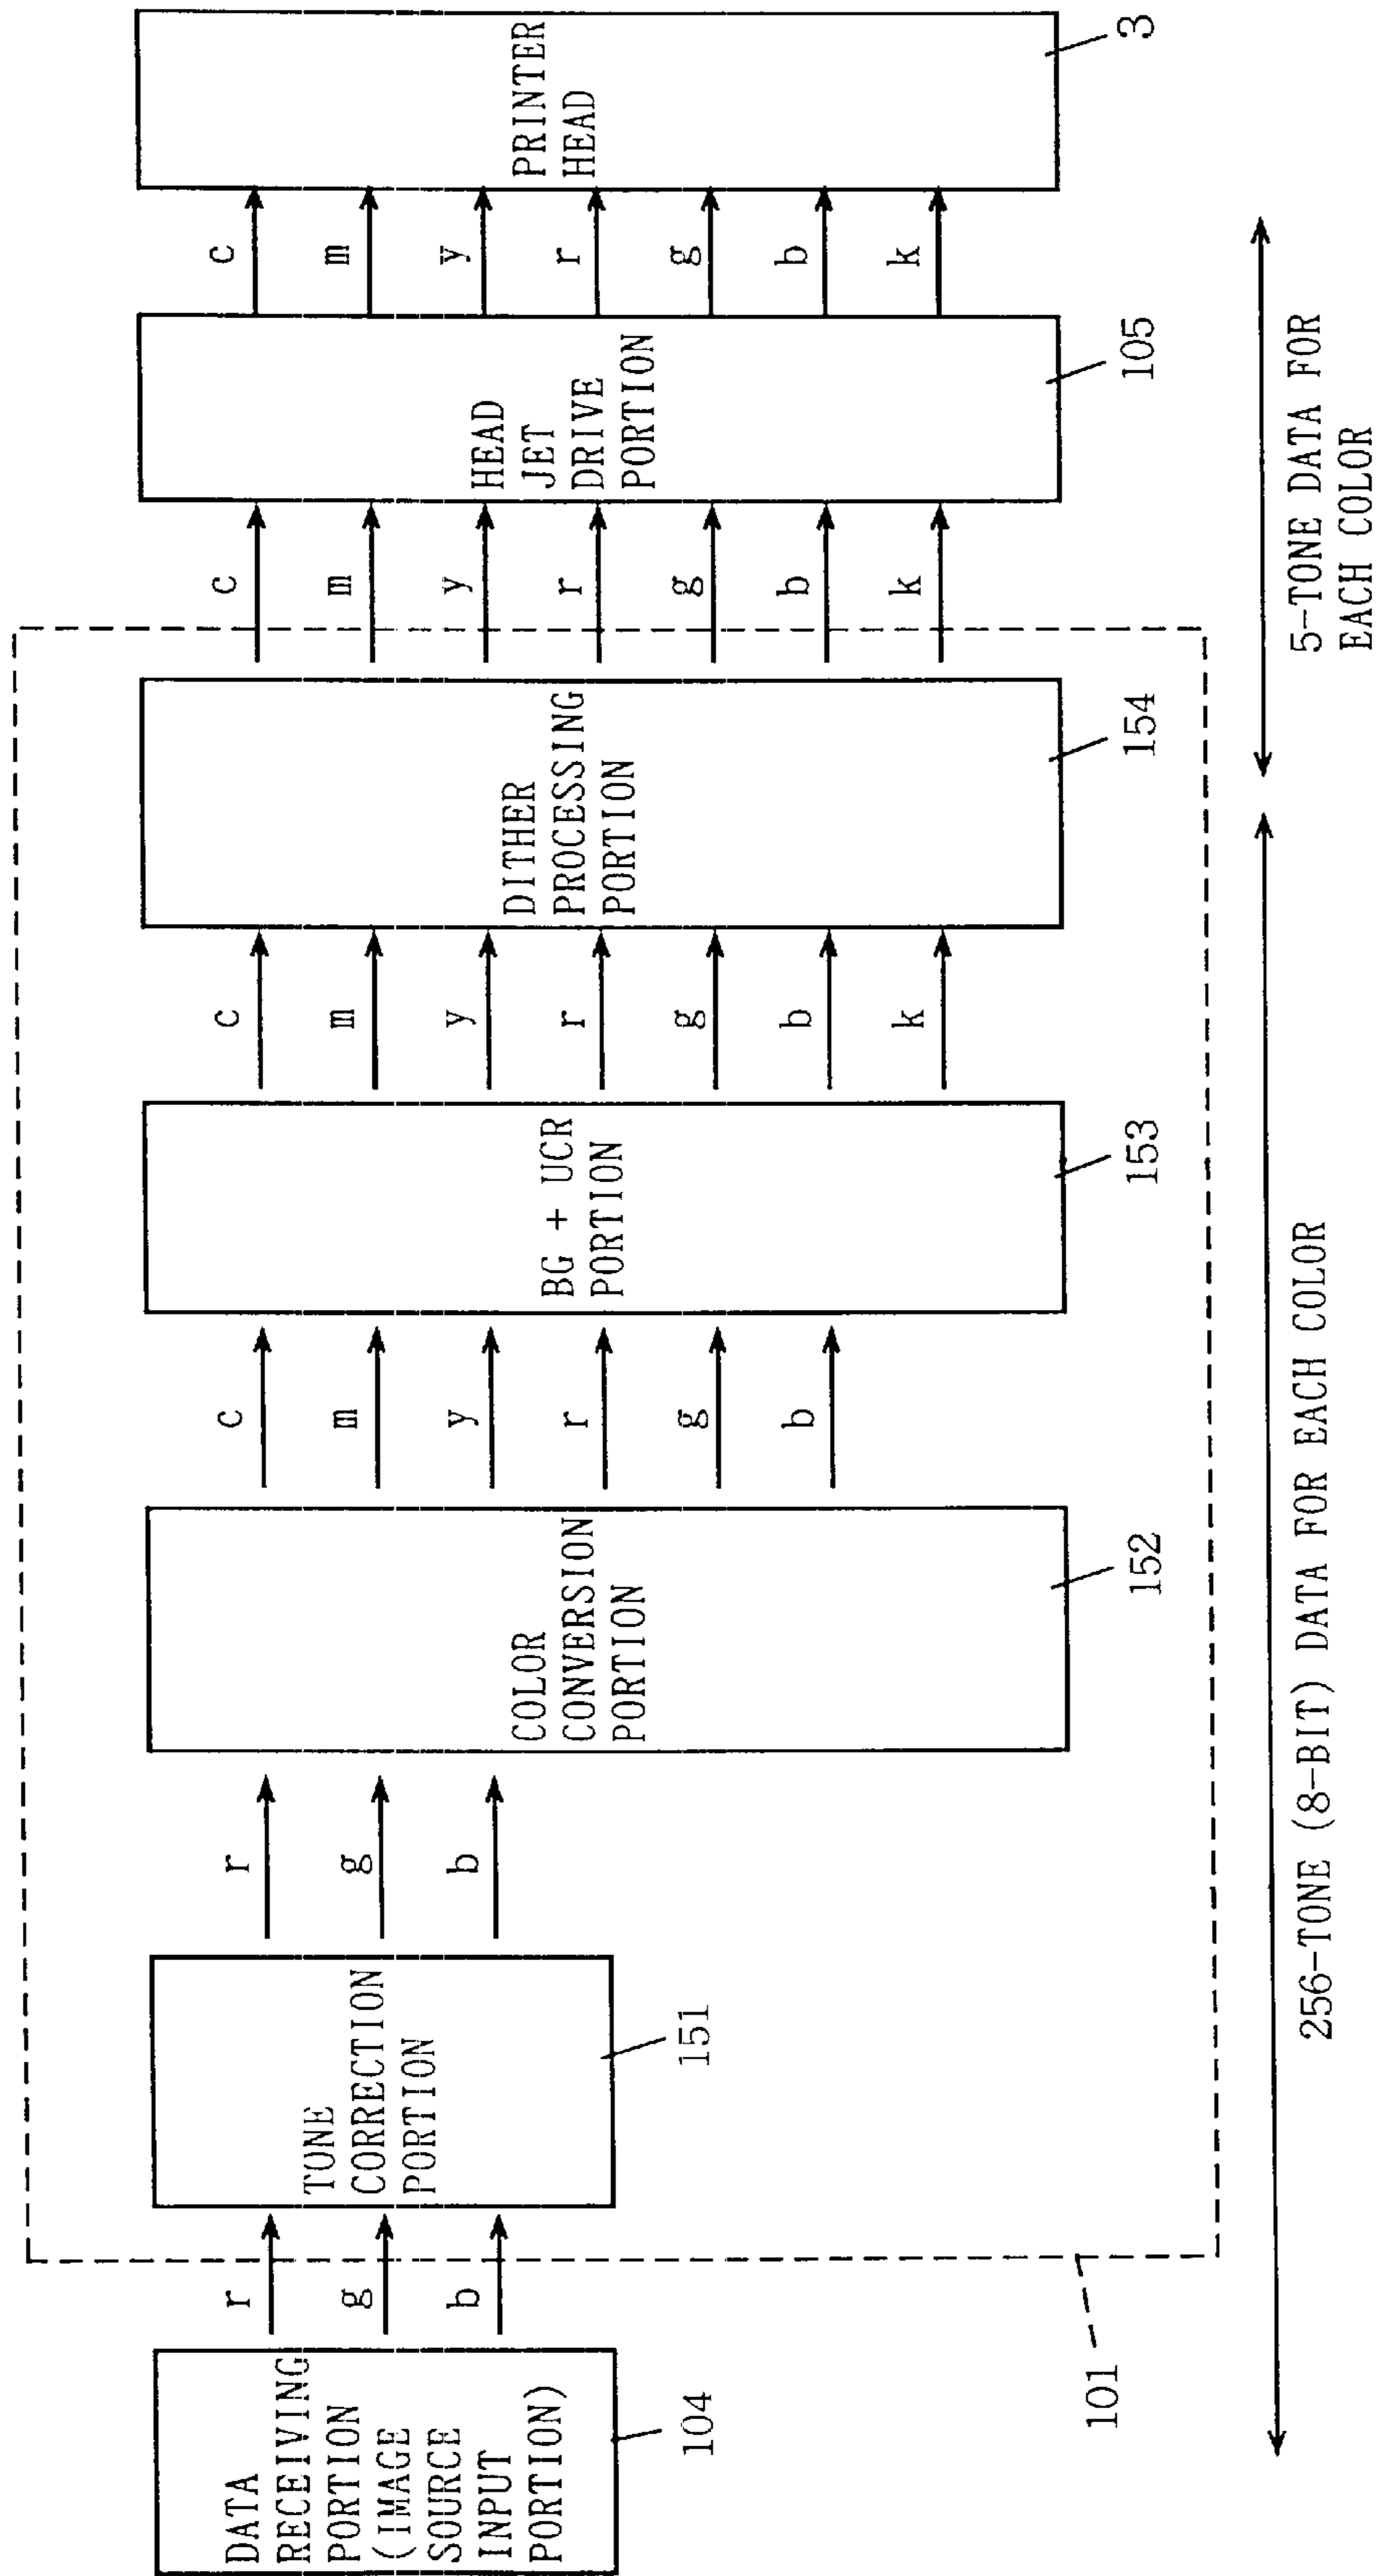 DATA
RECEIVING
PORTION
(IMAGE
SOURCE
INPUT
PORTION)
104
r
g
b
TONE
CORRECTION
PORTION
151
r
g
b
COLOR
CONVERSION
PORTION
152
c
m
y
r
g
b
BG + UCR
PORTION
153
c
m
y
r
g
b
k
DITHER
PROCESSING
PORTION
154
c
m
y
r
g
b
k
HEAD
JET
DRIVE
PORTION
105
c
m
y
r
g
b
k
PRINTER
HEAD
3
101
256-TONE (8-BIT) DATA FOR EACH COLOR
5-TONE DATA FOR
EACH COLOR